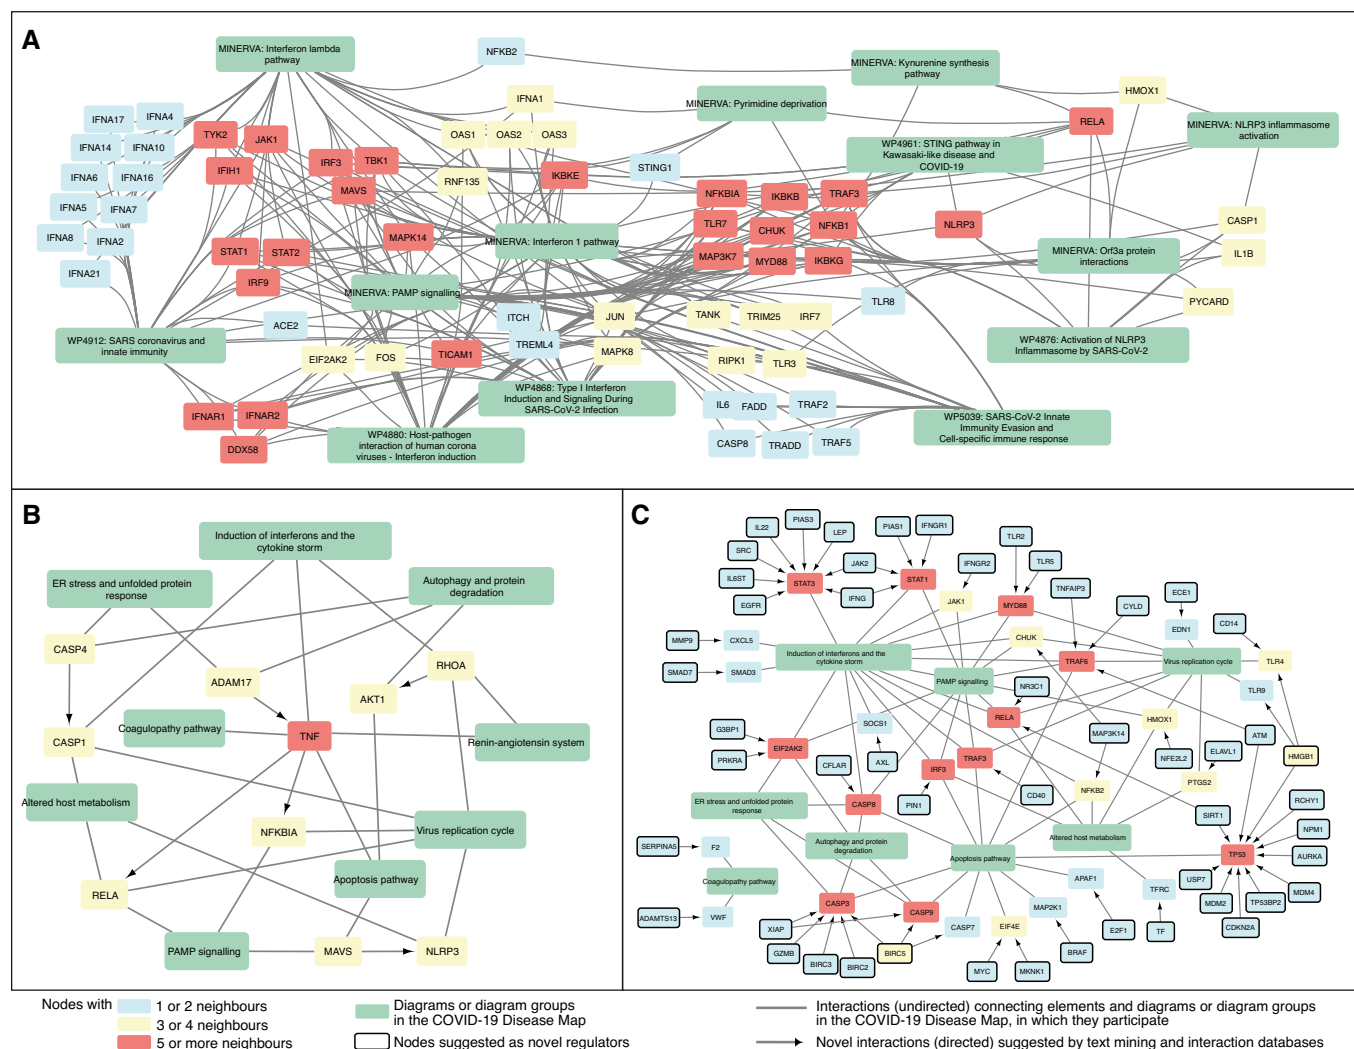 A
MINERVA: Interferon lambda
pathway
NFKB2
MINERVA: Kynurenine synthesis
pathway
HMOX1
IFNA1
MINERVA: Pyrimidine deprivation
IFNA17
IFNA4
TYK2
JAK1
OAS1
OAS2
OAS3
RELA
MINERVA: NLRP3 inflammasome
activation
IFNA14
IFNA10
IRF3
TBK1
WP4961: STING pathway in
Kawasaki-like disease and
COVID-19
IFNA6
IFNA16
IFIH1
MAVS
RNF135
IKBKE
STING1
NFKBIA
IKBKB
TRAF3
IFNA5
IFNA7
TLR7
CHUK
NFKB1
NLRP3
CASP1
IFNA8
IFNA2
MAPK14
MINERVA: Interferon 1 pathway
IL1B
IFNA21
STAT1
STAT2
MAP3K7
MYD88
IKBKG
MINERVA: Orf3a protein
interactions
IRF9
MINERVA: PAMP signalling
TLR8
PYCARD
ACE2
ITCH
JUN
TANK
TRIM25
IRF7
WP4912: SARS coronavirus and
innate immunity
TREML4
WP4876: Activation of NLRP3
Inflammasome by SARS-CoV-2
EIF2AK2
FOS
TICAM1
MAPK8
RIPK1
TLR3
WP4868: Type I Interferon
Induction and Signaling During
SARS-CoV-2 Infection
IFNAR1
IFNAR2
IL6
FADD
TRAF2
WP5039: SARS-CoV-2 Innate
Immunity Evasion and
Cell-specific immune response
DDX58
WP4880: Host-pathogen
interaction of human corona
viruses - Interferon induction
CASP8
TRADD
TRAF5
B
Induction of interferons and the
cytokine storm
ER stress and unfolded protein
response
Autophagy and protein
degradation
CASP4
RHOA
ADAM17
AKT1
Coagulopathy pathway
TNF
CASP1
Renin-angiotensin system
Altered host metabolism
NFKBIA
Virus replication cycle
RELA
Apoptosis pathway
PAMP signalling
MAVS
NLRP3
C
IL22
PIAS3
LEP
PIAS1
IFNGR1
TLR2
SRC
JAK2
IFNGR2
TLR5
IL6ST
STAT3
STAT1
TNFAIP3
ECE1
EGFR
IFNG
JAK1
MYD88
CYLD
CD14
MMP9
CXCL5
CHUK
EDN1
SMAD7
SMAD3
Induction of interferons and the
cytokine storm
TRAF6
Virus replication cycle
TLR4
PAMP signalling
NR3C1
TLR9
SOCS1
RELA
HMOX1
G3BP1
EIF2AK2
MAP3K14
ATM
PRKRA
CFLAR
AXL
IRF3
TRAF3
NFE2L2
ELAVL1
HMGB1
PTGS2
ER stress and unfolded protein
response
CASP8
PIN1
CD40
NFKB2
RCHY1
SIRT1
NPM1
SERPINA5
F2
Autophagy and protein
degradation
Apoptosis pathway
Altered host metabolism
TP53
AURKA
Coagulopathy pathway
APAF1
TFRC
USP7
MDM4
MDM2
TP53BP2
ADAMTS13
VWF
CASP3
CASP9
MAP2K1
CDKN2A
XIAP
CASP7
EIF4E
E2F1
TF
GZMB
BIRC3
BIRC2
BIRC5
BRAF
MYC
MKNK1
Nodes with
1 or 2 neighbours
3 or 4 neighbours
5 or more neighbours
Diagrams or diagram groups
in the COVID-19 Disease Map
Nodes suggested as novel regulators
Interactions (undirected) connecting elements and diagrams or diagram groups
in the COVID-19 Disease Map, in which they participate
Novel interactions (directed) suggested by text mining and interaction databases